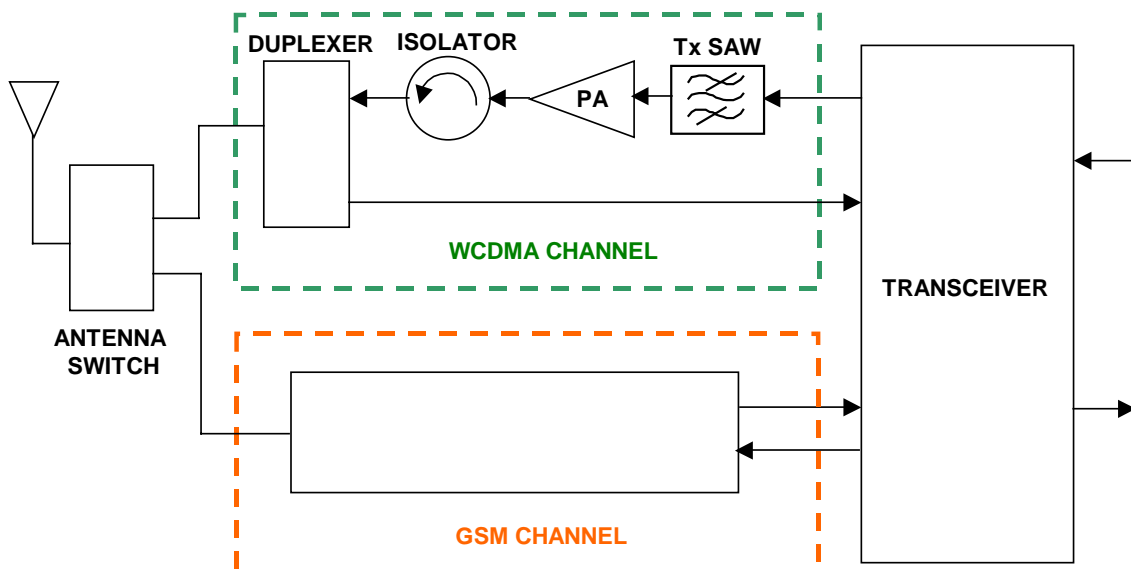 DUPLEXER
ISOLATOR
Tx SAW
PA
WCDMA CHANNEL
TRANSCEIVER
ANTENNA
SWITCH
GSM CHANNEL